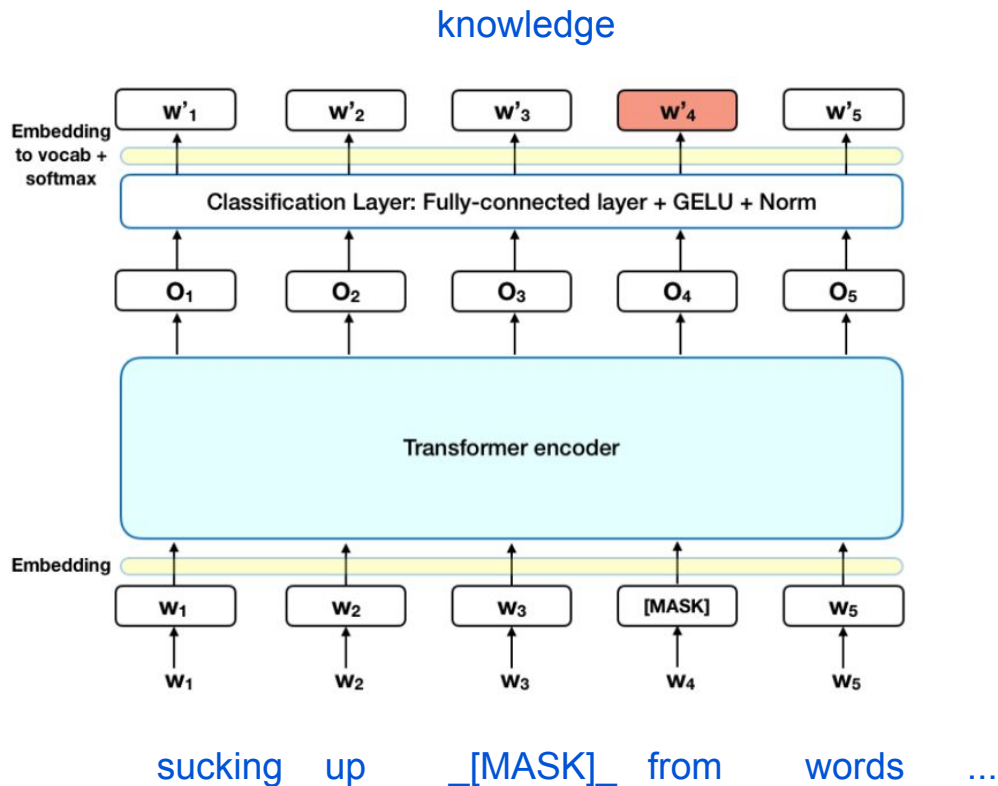 knowledge
w'1 w'2 w'3 w'4 w'5
Embedding
to vocab +
softmax
Classification Layer: Fully-connected layer + GELU + Norm
O1 O2 O3 O4 O5
Transformer encoder
Embedding
W1 W2 W3 [MASK] W5
W1 W2 W3 W4 W5
sucking up _[MASK]_ from words ...